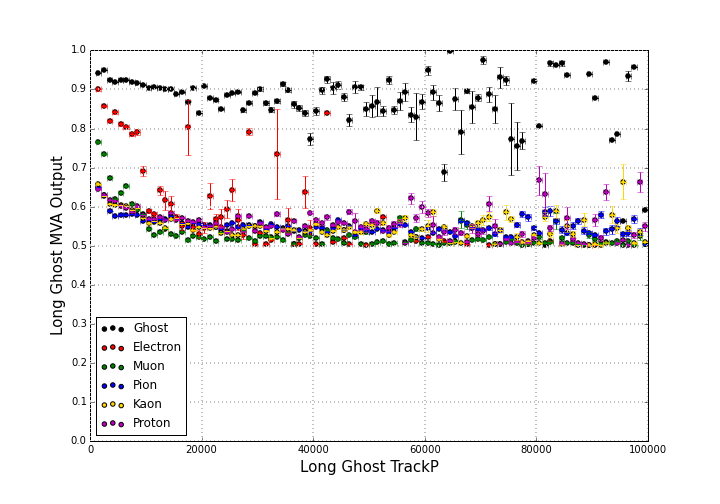 1.0
0.9
0.8
0.7
0.6
0.5
0.4
0.3
0.2
0.1
0.0
Long Ghost MVA Output
Ghost
Electron
Muon
Pion
Kaon
Proton
0 20000 40000 60000 80000 100000
Long Ghost TrackP